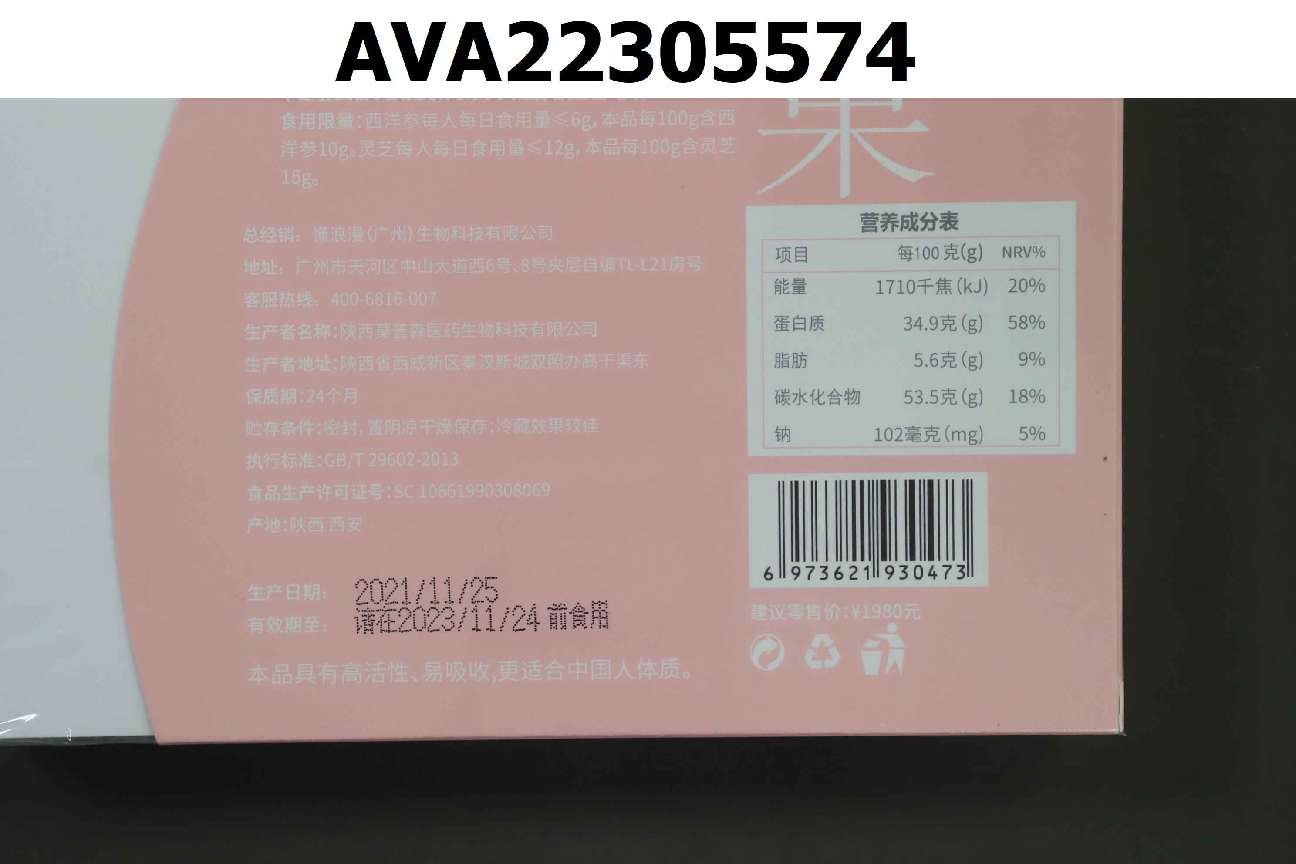 AVA22305574
食用限量:西洋参每人每日食用量≤6g,本品每100g含西
洋参10g。灵芝每人每日食用量≤12g,本品每100g含灵芝
15g。
总经销: 懂浪漫(广州)生物科技有限公司
地址: 广州市天河区中山大道西6号、8号夹层自编TL-L21房号
客服热线: 400-6816-007
生产者名称:陕西莫普森医药生物科技有限公司
生产者地址:陕西省西咸新区秦汉新城双照办高干渠东
保质期:24个月
贮存条件:密封,置阴凉干燥保存;冷藏效果较佳
执行标准:GB/T 29602-2013
食品生产许可证号:SC 10661990308069
产地:陕西 西安
生产日期: 2021/11/25
有效期至: 请在2023/11/24 前食用
本品具有高活性、易吸收,更适合中国人体质。
营养成分表
项目 每100克(g) NRV%
能量 1710千焦(kJ) 20%
蛋白质 34.9克(g) 58%
脂肪 5.6克(g) 9%
碳水化合物 53.5克(g) 18%
钠 102毫克(mg) 5%
6 973621 930473
建议零售价:¥1980元